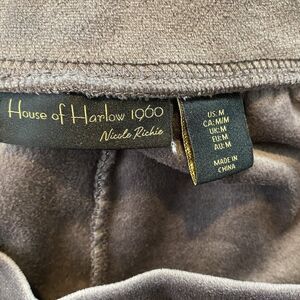 House of Harlow 1960
Nicole Richie
US: M
CA: M/M
UK: M
EU: M
AU: M
MADE IN
CHINA